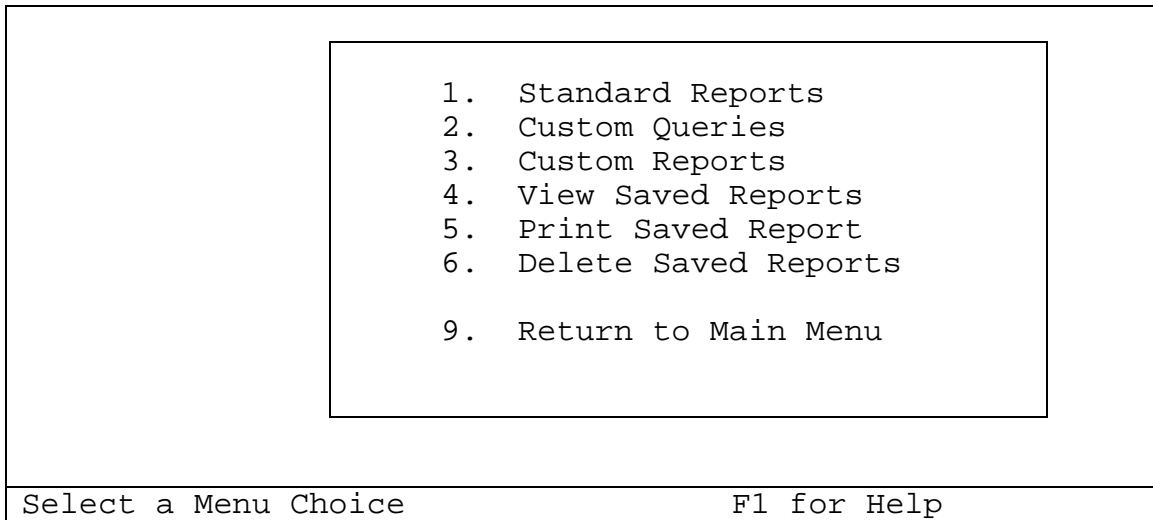 1. Standard Reports
2. Custom Queries
3. Custom Reports
4. View Saved Reports
5. Print Saved Report
6. Delete Saved Reports
9. Return to Main Menu
Select a Menu Choice F1 for Help